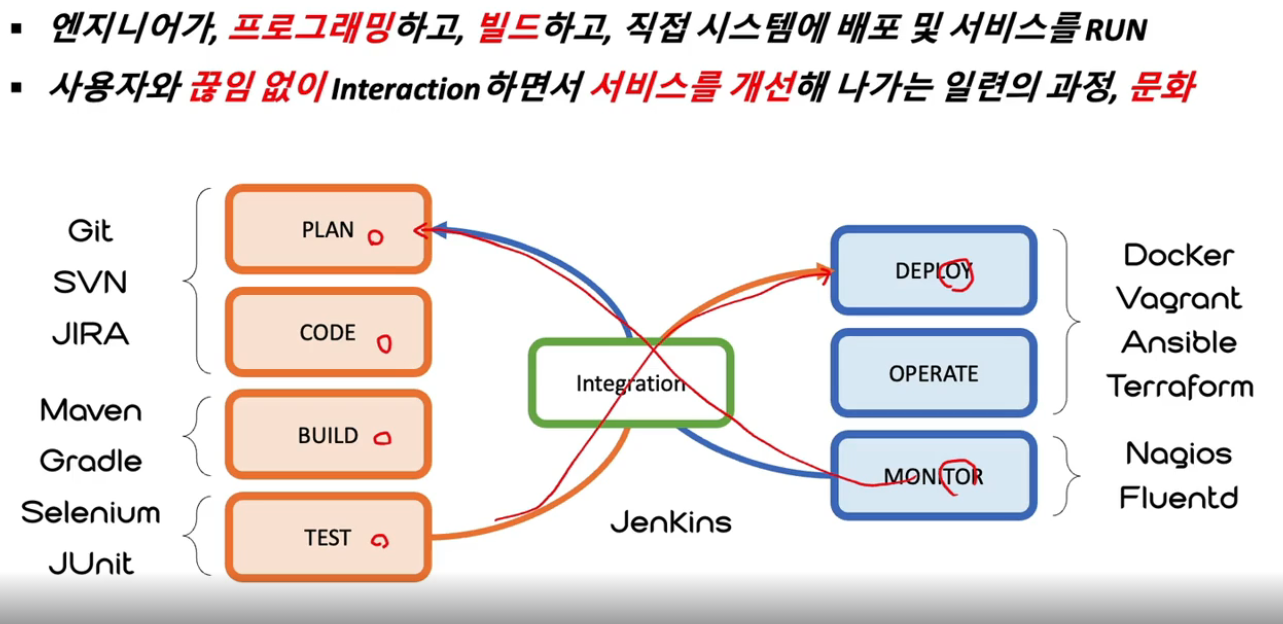 엔지니어가, 프로그래밍하고, 빌드하고, 직접 시스템에 배포 및 서비스를 RUN
사용자와 끊임 없이 Interaction 하면서 서비스를 개선해 나가는 일련의 과정, 문화
Git
SVN
JIRA
Maven
Gradle
Selenium
JUnit
PLAN
CODE
BUILD
TEST
Integration
Jenkins
DEPLOY
OPERATE
MONITOR
Docker
Vagrant
Ansible
Terraform
Nagios
Fluentd